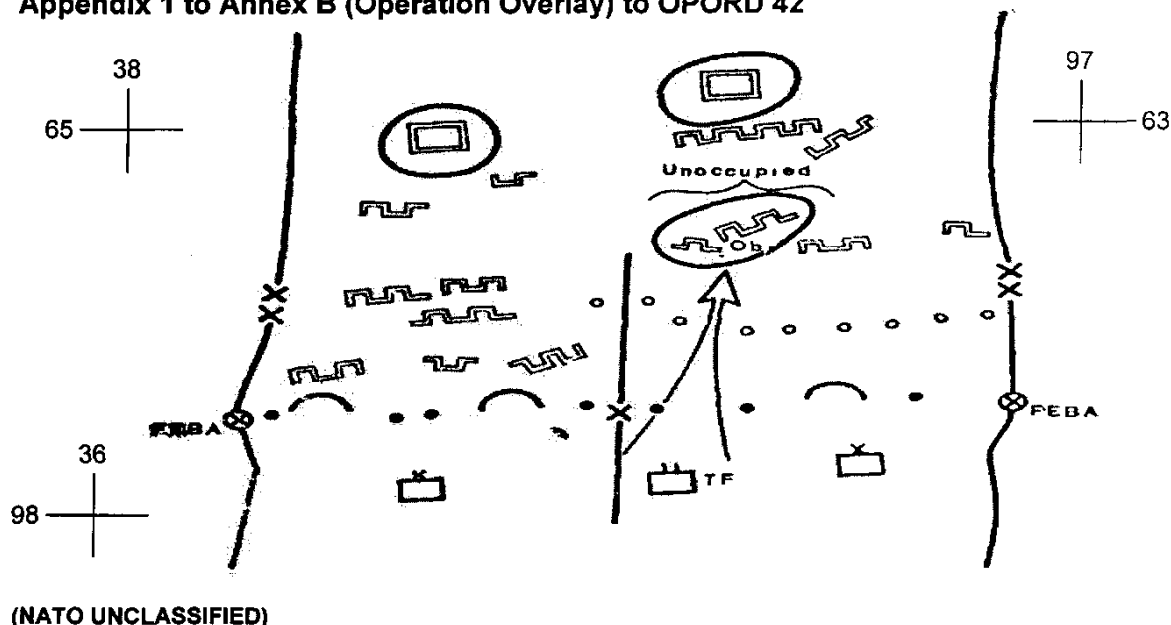 Appendix 1 to Annex B (Operation Overlay) to OPORD 42
38
97
65
63
Unoccupied
Obj
FEBA
FEBA
36
TF
98
(NATO UNCLASSIFIED)